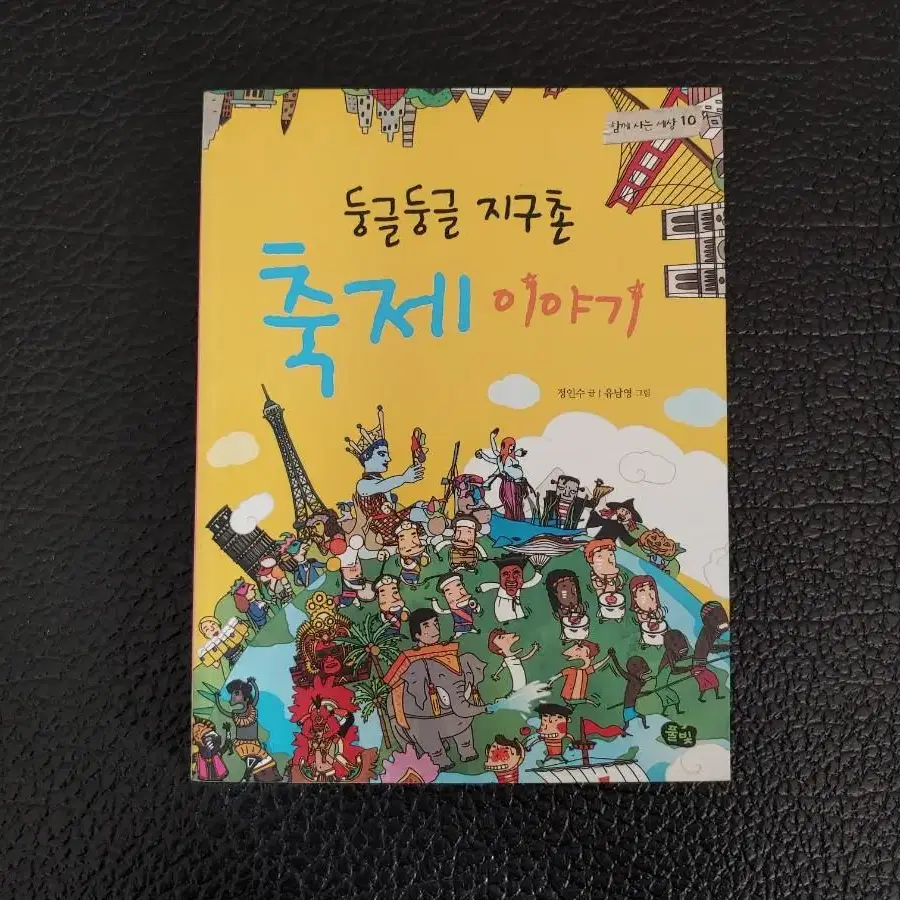 함께 사는 세상 10
둥글둥글 지구촌
축제 이야기
정인수 글 | 유남영 그림
풀빛